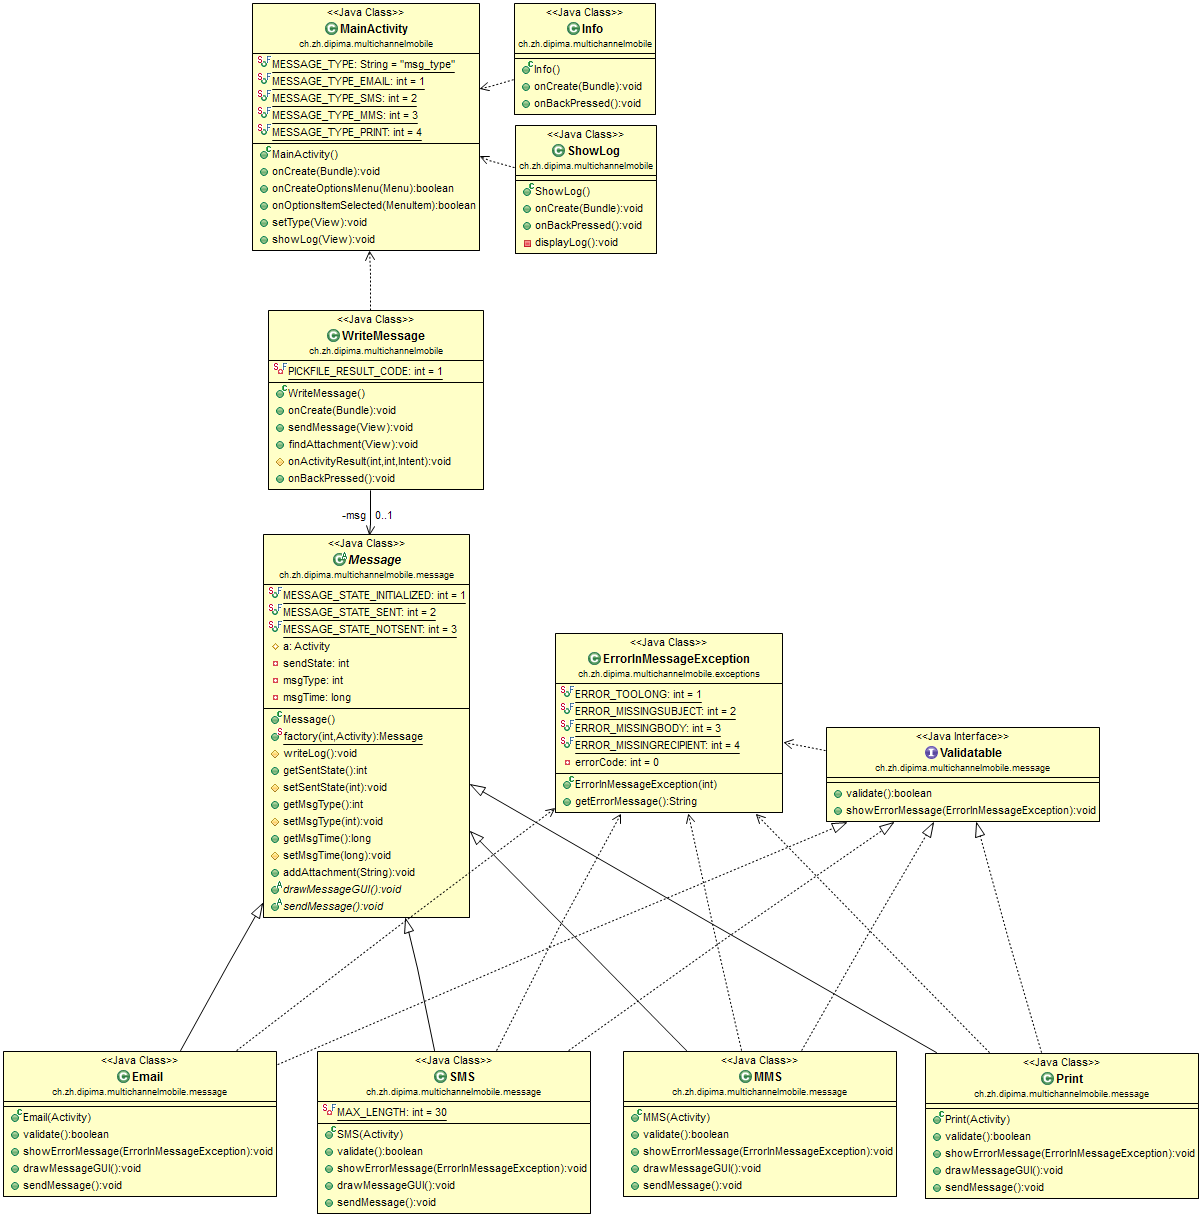 <<Java Class>>
MainActivity
ch.zh.dipima.multichannelmobile
MESSAGE_TYPE: String = "msg_type"
MESSAGE_TYPE_EMAIL: int = 1
MESSAGE_TYPE_SMS: int = 2
MESSAGE_TYPE_MMS: int = 3
MESSAGE_TYPE_PRINT: int = 4
MainActivity()
onCreate(Bundle):void
onCreateOptionsMenu(Menu):boolean
onOptionsItemSelected(MenuItem):boolean
setType(View):void
showLog(View):void
<<Java Class>>
Info
ch.zh.dipima.multichannelmobile
Info()
onCreate(Bundle):void
onBackPressed():void
<<Java Class>>
ShowLog
ch.zh.dipima.multichannelmobile
ShowLog()
onCreate(Bundle):void
onBackPressed():void
displayLog():void
<<Java Class>>
WriteMessage
ch.zh.dipima.multichannelmobile
PICKFILE_RESULT_CODE: int = 1
WriteMessage()
onCreate(Bundle):void
sendMessage(View):void
findAttachment(View):void
onActivityResult(int,int,Intent):void
onBackPressed():void
-msg 0..1
<<Java Class>>
Message
ch.zh.dipima.multichannelmobile.message
MESSAGE_STATE_INITIALIZED: int = 1
MESSAGE_STATE_SENT: int = 2
MESSAGE_STATE_NOTSENT: int = 3
a: Activity
sendState: int
msgType: int
msgTime: long
Message()
factory(int,Activity):Message
writeLog():void
getSentState():int
setSentState(int):void
getMsgType():int
setMsgType(int):void
getMsgTime():long
setMsgTime(long):void
addAttachment(String):void
drawMessageGUI():void
sendMessage():void
<<Java Class>>
ErrorInMessageException
ch.zh.dipima.multichannelmobile.exceptions
ERROR_TOOLONG: int = 1
ERROR_MISSINGSUBJECT: int = 2
ERROR_MISSINGBODY: int = 3
ERROR_MISSINGRECIPIENT: int = 4
errorCode: int = 0
ErrorInMessageException(int)
getErrorMessage():String
<<Java Interface>>
Validatable
ch.zh.dipima.multichannelmobile.message
validate():boolean
showErrorMessage(ErrorInMessageException):void
<<Java Class>>
Email
ch.zh.dipima.multichannelmobile.message
Email(Activity)
validate():boolean
showErrorMessage(ErrorInMessageException):void
drawMessageGUI():void
sendMessage():void
<<Java Class>>
SMS
ch.zh.dipima.multichannelmobile.message
MAX_LENGTH: int = 30
SMS(Activity)
validate():boolean
showErrorMessage(ErrorInMessageException):void
drawMessageGUI():void
sendMessage():void
<<Java Class>>
MMS
ch.zh.dipima.multichannelmobile.message
MMS(Activity)
validate():boolean
showErrorMessage(ErrorInMessageException):void
drawMessageGUI():void
sendMessage():void
<<Java Class>>
Print
ch.zh.dipima.multichannelmobile.message
Print(Activity)
validate():boolean
showErrorMessage(ErrorInMessageException):void
drawMessageGUI():void
sendMessage():void